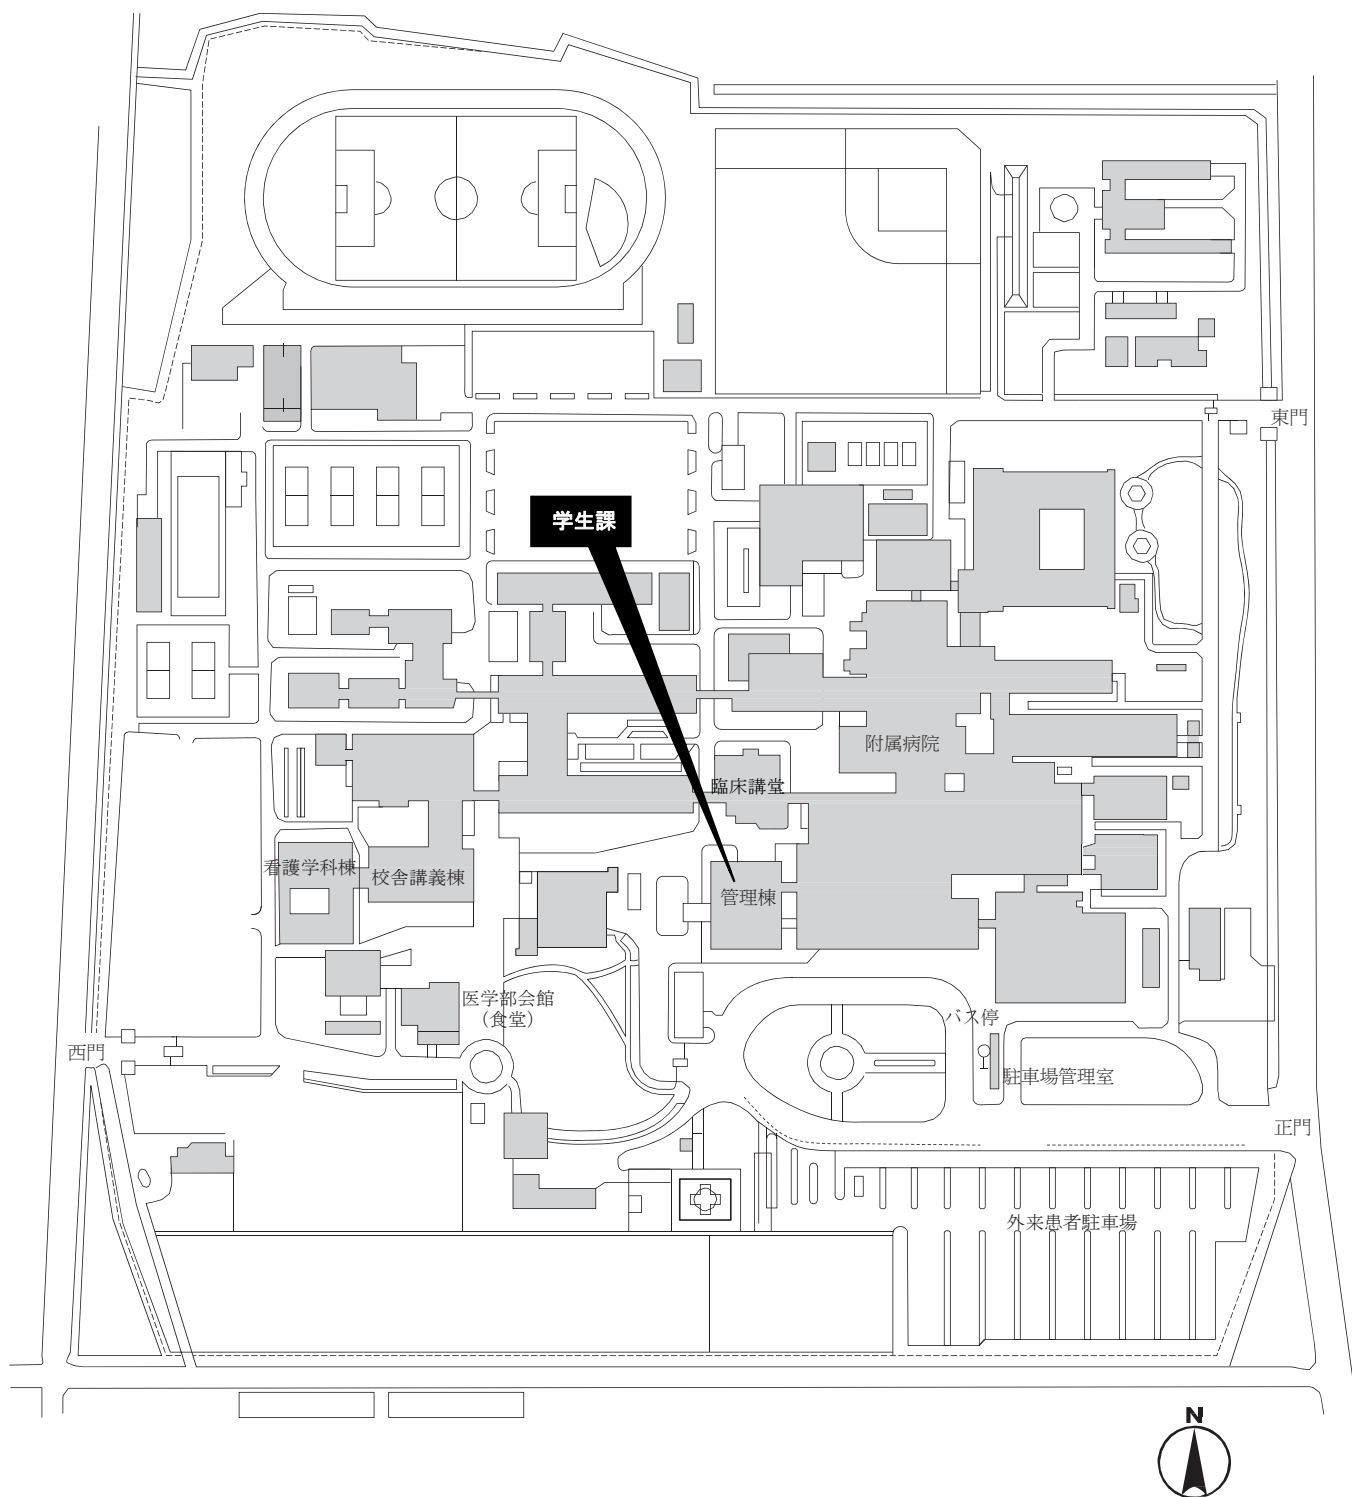 東門
学生課
附属病院
臨床講堂
看護学科棟
校舎講義棟
管理棟
医学部会館
（食堂）
バス停
西門
駐車場管理室
正門
外来患者駐車場
N